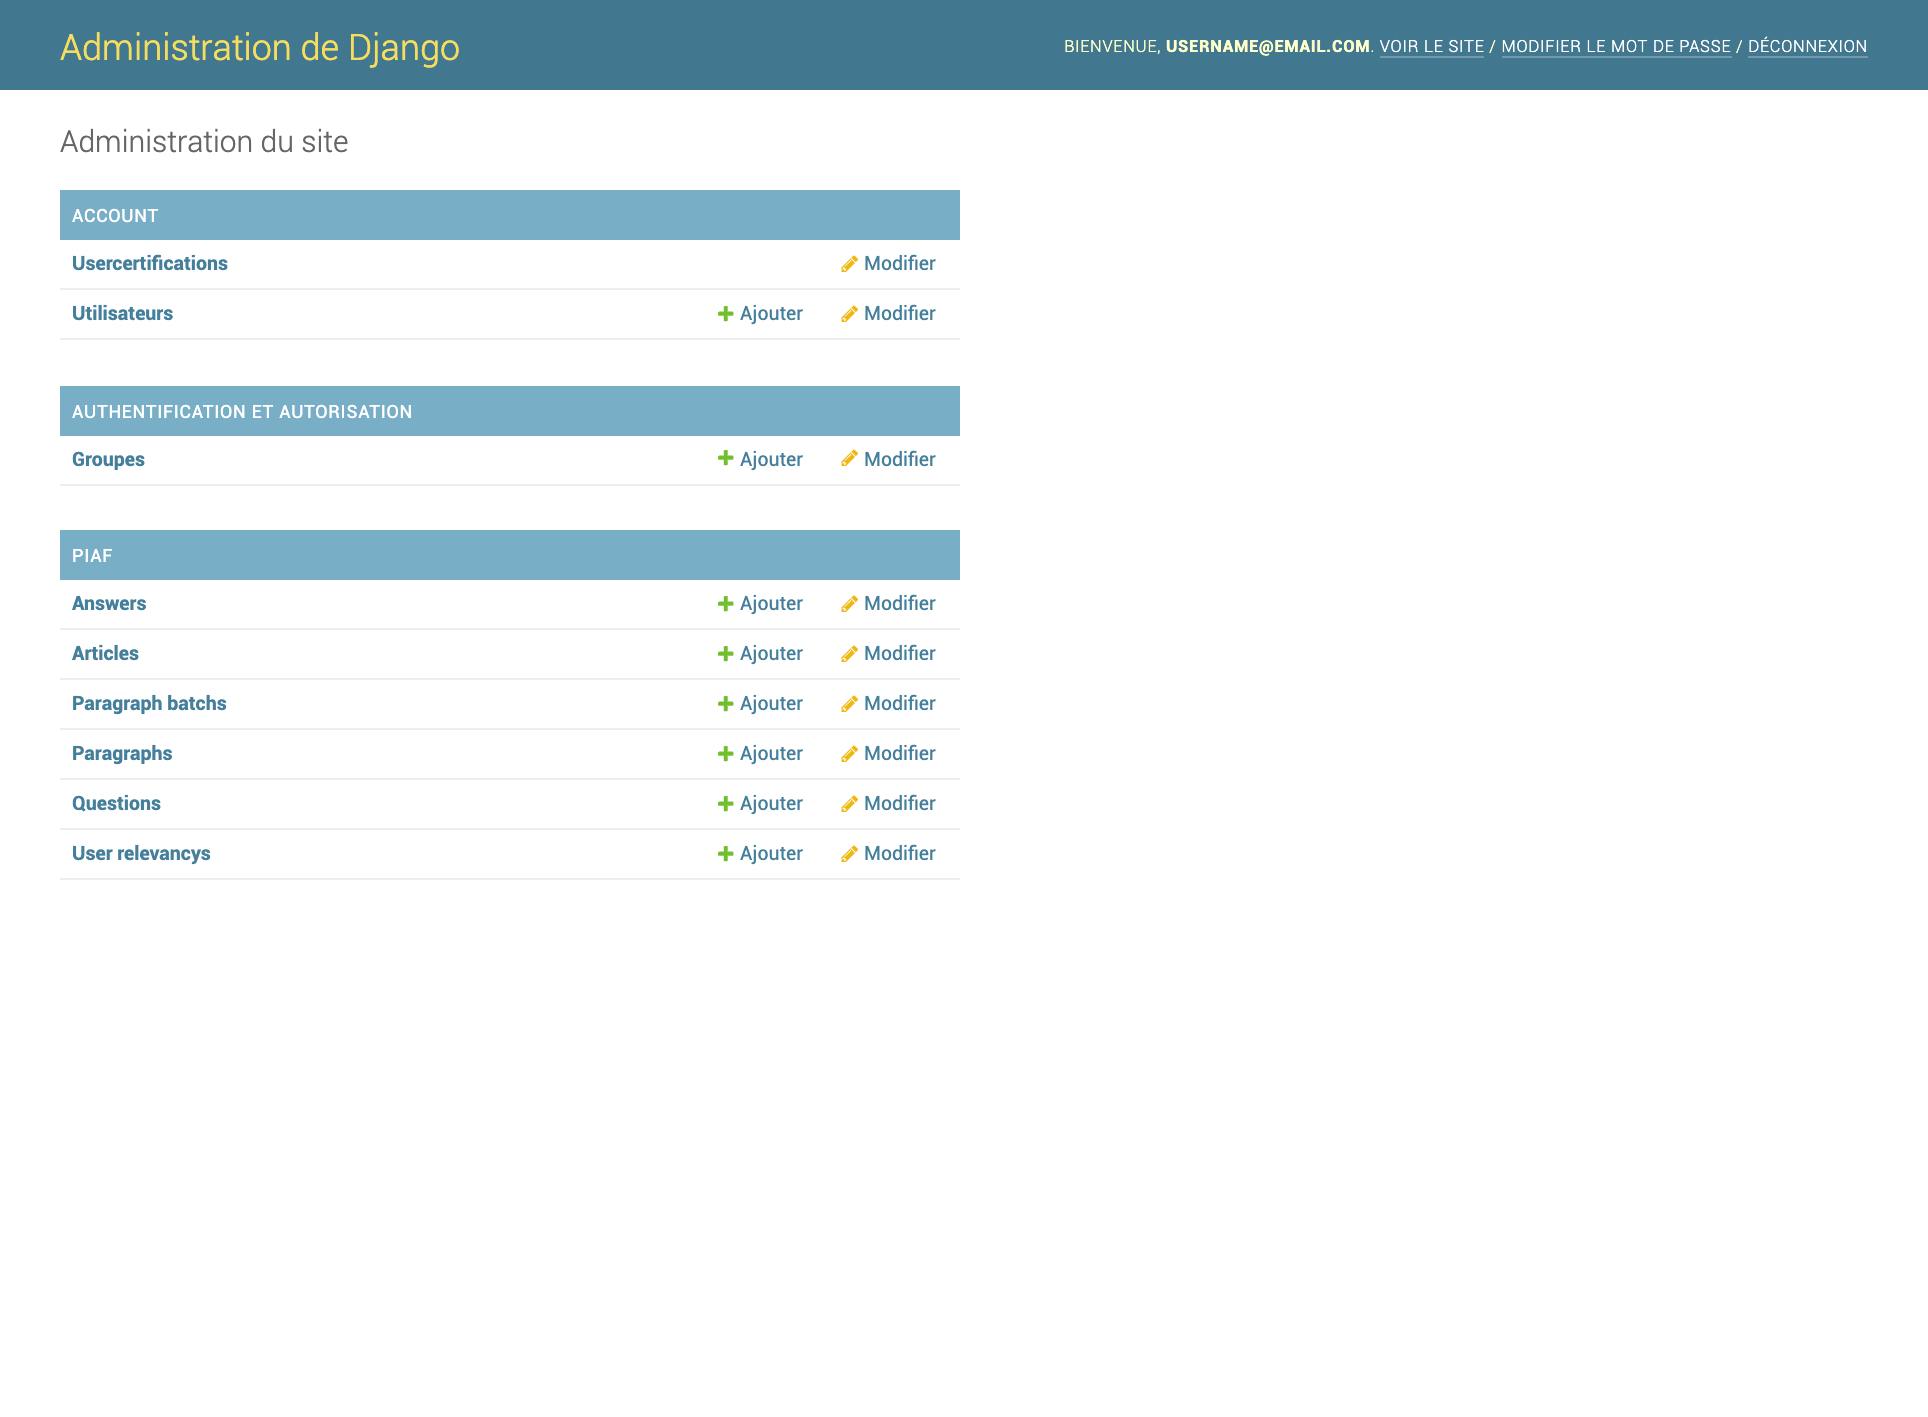 Administration de Django
BIENVENUE, USERNAME@EMAIL.COM. VOIR LE SITE / MODIFIER LE MOT DE PASSE / DÉCONNEXION
Administration du site
ACCOUNT
Usercertifications Modifier
Utilisateurs Ajouter Modifier
AUTHENTIFICATION ET AUTORISATION
Groupes Ajouter Modifier
PIAF
Answers Ajouter Modifier
Articles Ajouter Modifier
Paragraph batchs Ajouter Modifier
Paragraphs Ajouter Modifier
Questions Ajouter Modifier
User relevancys Ajouter Modifier